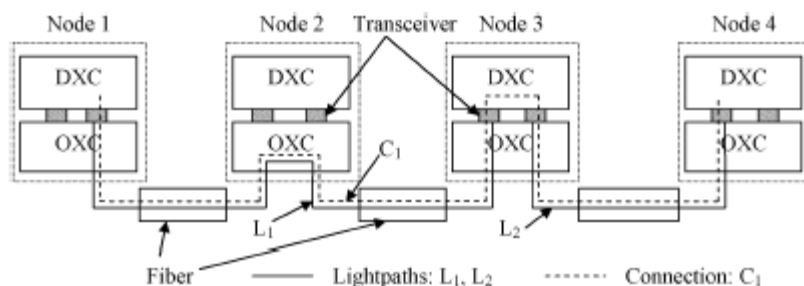 Node 1
Node 2
Transceiver
Node 3
Node 4
DXC
DXC
DXC
DXC
OXC
OXC
OXC
OXC
C1
L1
L2
Fiber
Lightpaths: L1, L2
Connection: C1